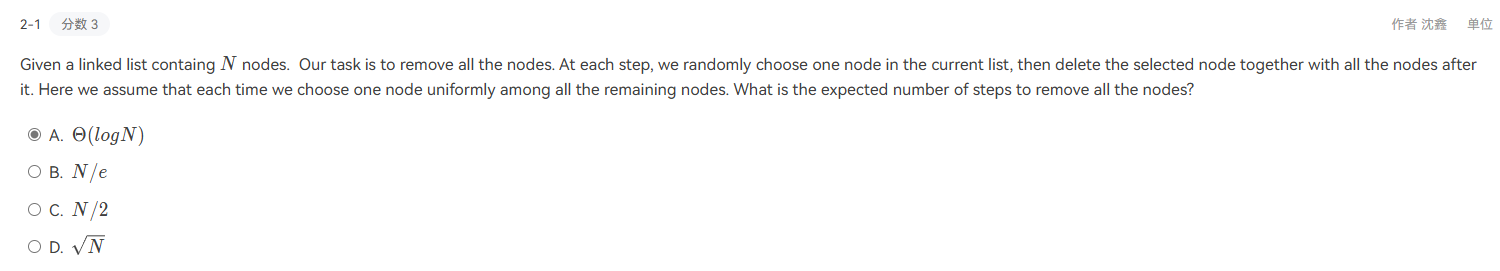 2-1 分数 3 作者 沈鑫 单位
Given a linked list containg N nodes. Our task is to remove all the nodes. At each step, we randomly choose one node in the current list, then delete the selected node together with all the nodes after
it. Here we assume that each time we choose one node uniformly among all the remaining nodes. What is the expected number of steps to remove all the nodes?
A. Θ(logN)
B. N/e
C. N/2
D. √N